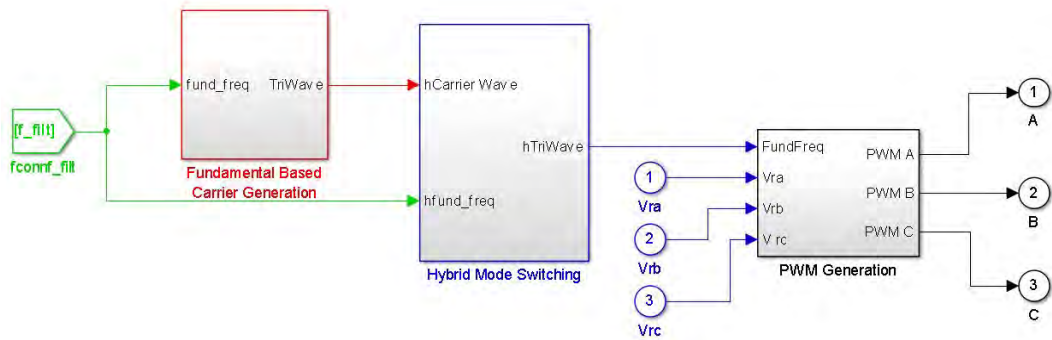 [f_filt]
fconnf_filt
fund_freq
TriWave
Fundamental Based
Carrier Generation
hCarrier Wave
hTriWave
hfund_freq
Hybrid Mode Switching
1
Vra
2
Vrb
3
Vrc
FundFreq
Vra
Vrb
V rc
PWM A
PWM B
PWM C
PWM Generation
1
A
2
B
3
C